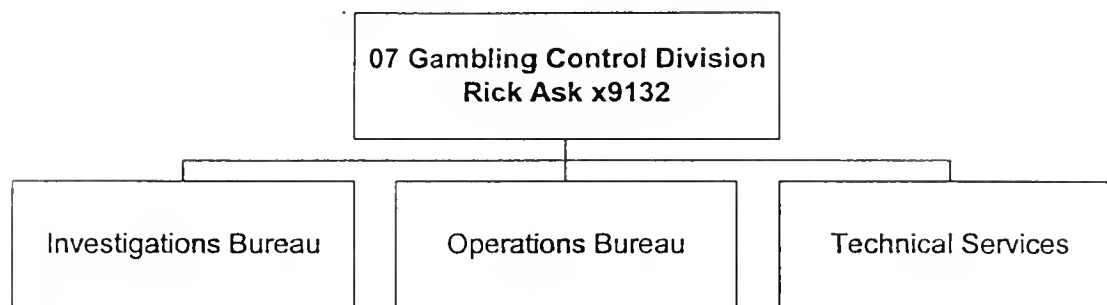 07 Gambling Control Division
Rick Ask x9132
Investigations Bureau
Operations Bureau
Technical Services